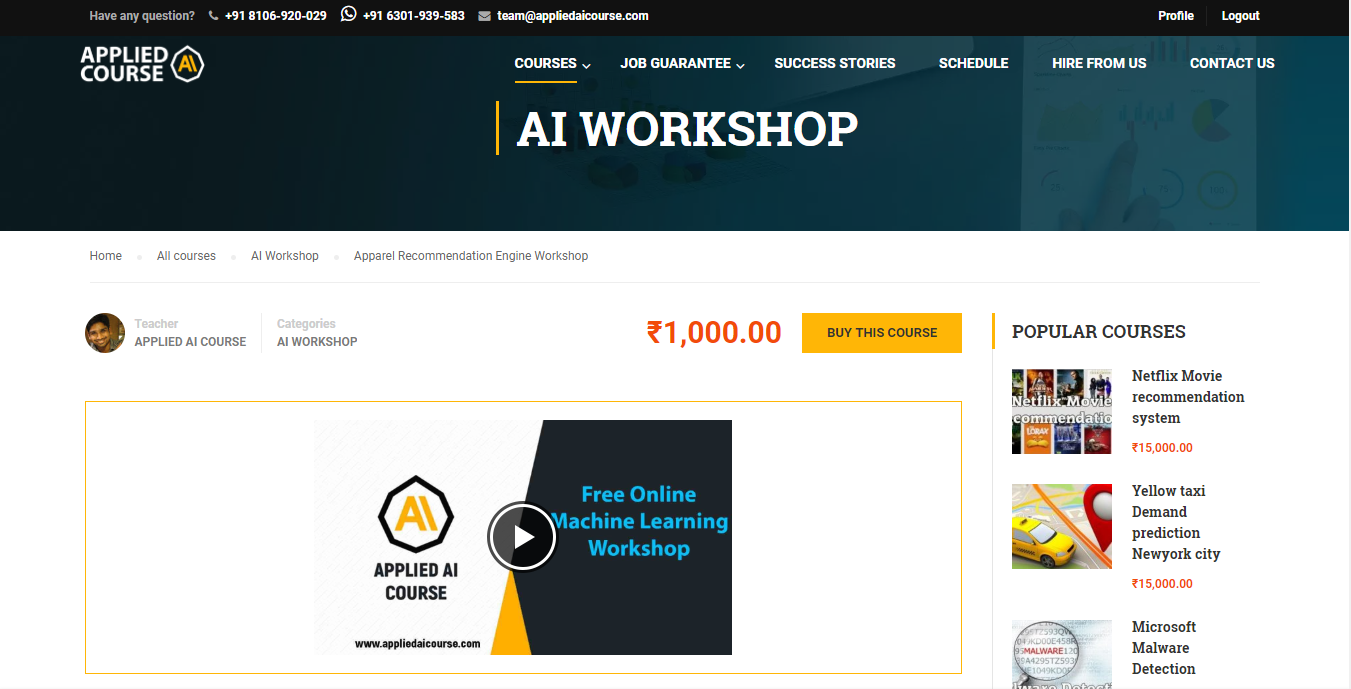 Have any question? +91 8106-920-029 +91 6301-939-583 team@appliedaicourse.com Profile Logout
APPLIED
COURSE
AI
COURSES JOB GUARANTEE SUCCESS STORIES SCHEDULE HIRE FROM US CONTACT US
AI WORKSHOP
Home All courses AI Workshop Apparel Recommendation Engine Workshop
Teacher
APPLIED AI COURSE
Categories
AI WORKSHOP
₹1,000.00
BUY THIS COURSE
AI
APPLIED AI
COURSE
www.appliedaicourse.com
Free Online
Machine Learning
Workshop
POPULAR COURSES
Netflix Movie
Netflix Movie
recommendation
system
₹15,000.00
Yellow taxi
Demand
prediction
Newyork city
₹15,000.00
MALWARE
Microsoft
Malware
Detection